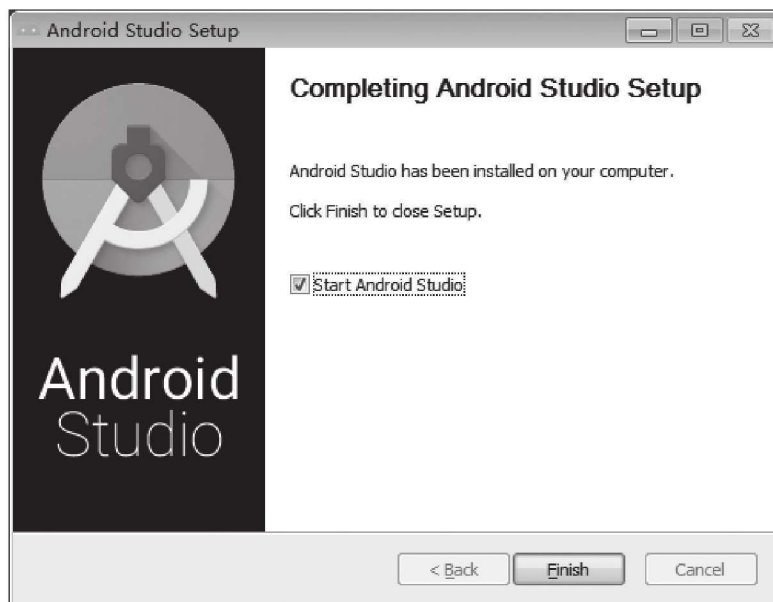 Android Studio Setup
Completing Android Studio Setup
Android Studio has been installed on your computer.
Click Finish to close Setup.
Start Android Studio
Android
Studio
< Back
Finish
Cancel